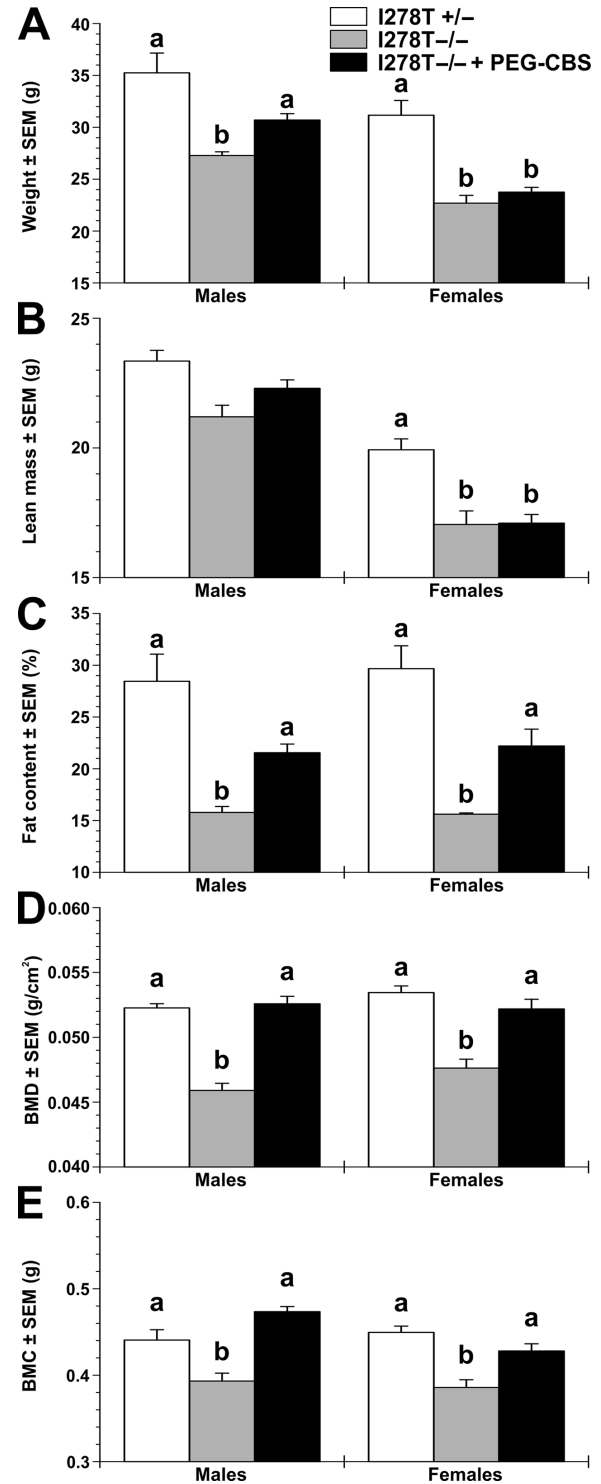 A
I278T +/–
I278T–/–
I278T–/– + PEG-CBS
Weight ± SEM (g)
40
35
30
25
20
15
a
b
a
a
b
b
Males
Females
B
Lean mass ± SEM (g)
25
20
15
a
b
b
Males
Females
C
Fat content ± SEM (%)
35
30
25
20
15
10
a
b
a
a
b
a
Males
Females
D
BMD ± SEM (g/cm²)
0.060
0.055
0.050
0.045
0.040
a
b
a
a
b
a
Males
Females
E
BMC ± SEM (g)
0.6
0.5
0.4
0.3
a
b
a
a
b
a
Males
Females